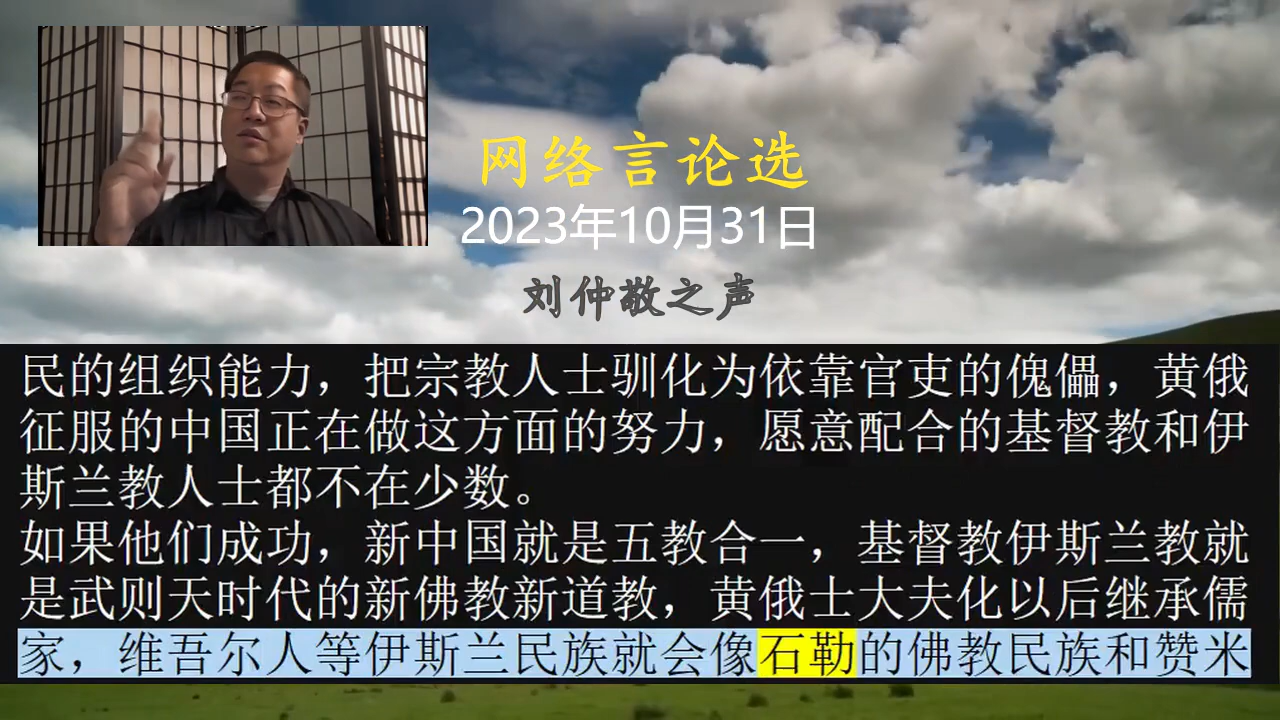 网络言论选
2023年10月31日
刘仲敬之声
民的组织能力，把宗教人士驯化为依靠官吏的傀儡，黄俄
征服的中国正在做这方面的努力，愿意配合的基督教和伊
斯兰教人士都不在少数。
如果他们成功，新中国就是五教合一，基督教伊斯兰教就
是武则天时代的新佛教新道教，黄俄士大夫化以后继承儒
家，维吾尔人等伊斯兰民族就会像石勒的佛教民族和赞米